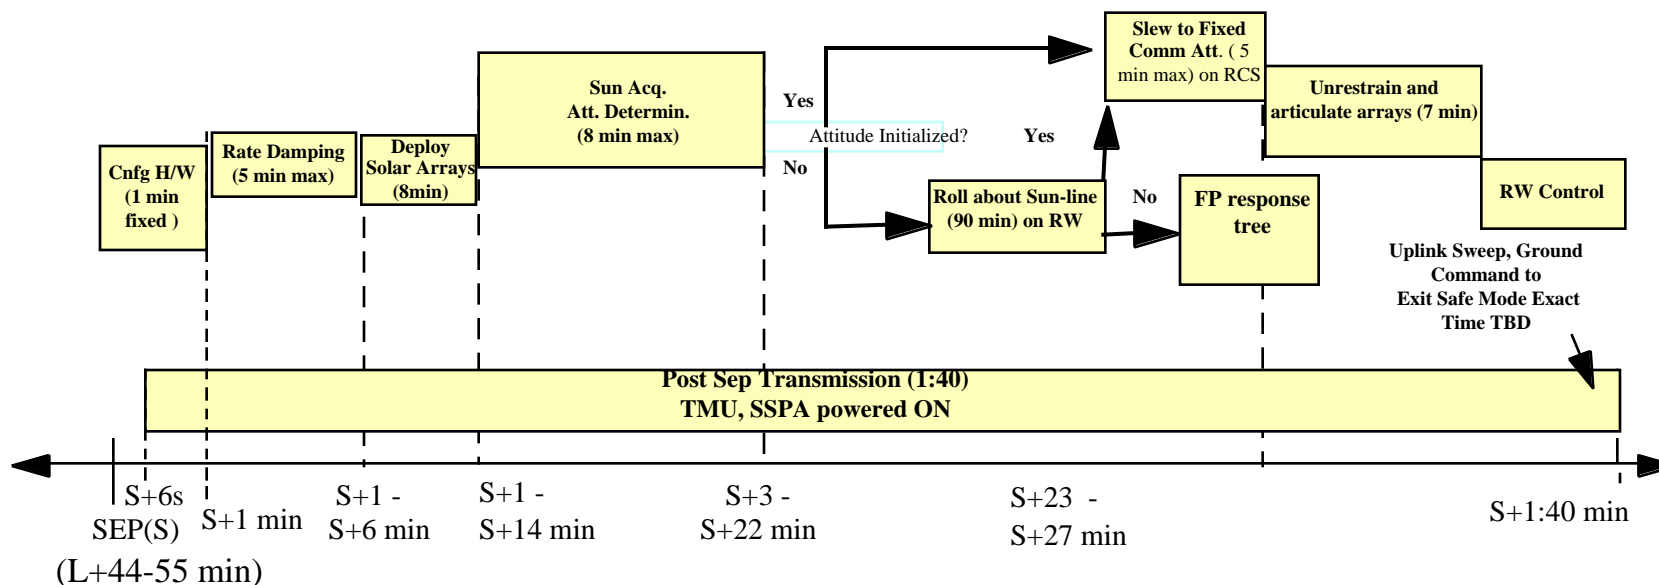 Slew to Fixed
Comm Att. ( 5
min max) on RCS
Unrestrain and
articulate arrays (7 min)
Sun Acq.
Att. Determin.
(8 min max)
Yes
Attitude Initialized?
Yes
No
Rate Damping
(5 min max)
Deploy
Solar Arrays
(8min)
Cnfg H/W
(1 min
fixed )
Roll about Sun-line
(90 min) on RW
No
FP response
tree
RW Control
Uplink Sweep, Ground
Command to
Exit Safe Mode Exact
Time TBD
Post Sep Transmission (1:40)
TMU, SSPA powered ON
S+6s
SEP(S)
(L+44-55 min)
S+1 min
S+1 -
S+6 min
S+1 -
S+14 min
S+3 -
S+22 min
S+23 -
S+27 min
S+1:40 min